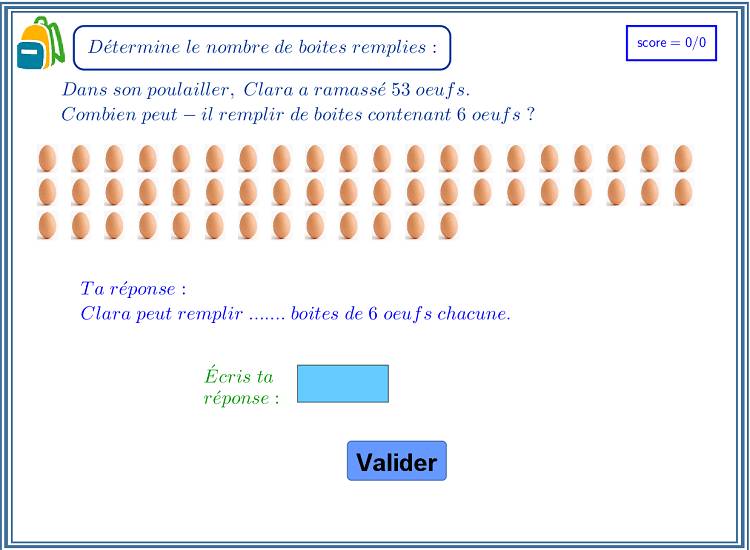 Détermine le nombre de boites remplies :
score = 0/0
Dans son poulailler, Clara a ramassé 53 oeufs.
Combien peut − il remplir de boites contenant 6 oeufs ?
Ta réponse :
Clara peut remplir ....... boites de 6 oeufs chacune.
Écris ta
réponse :
Valider